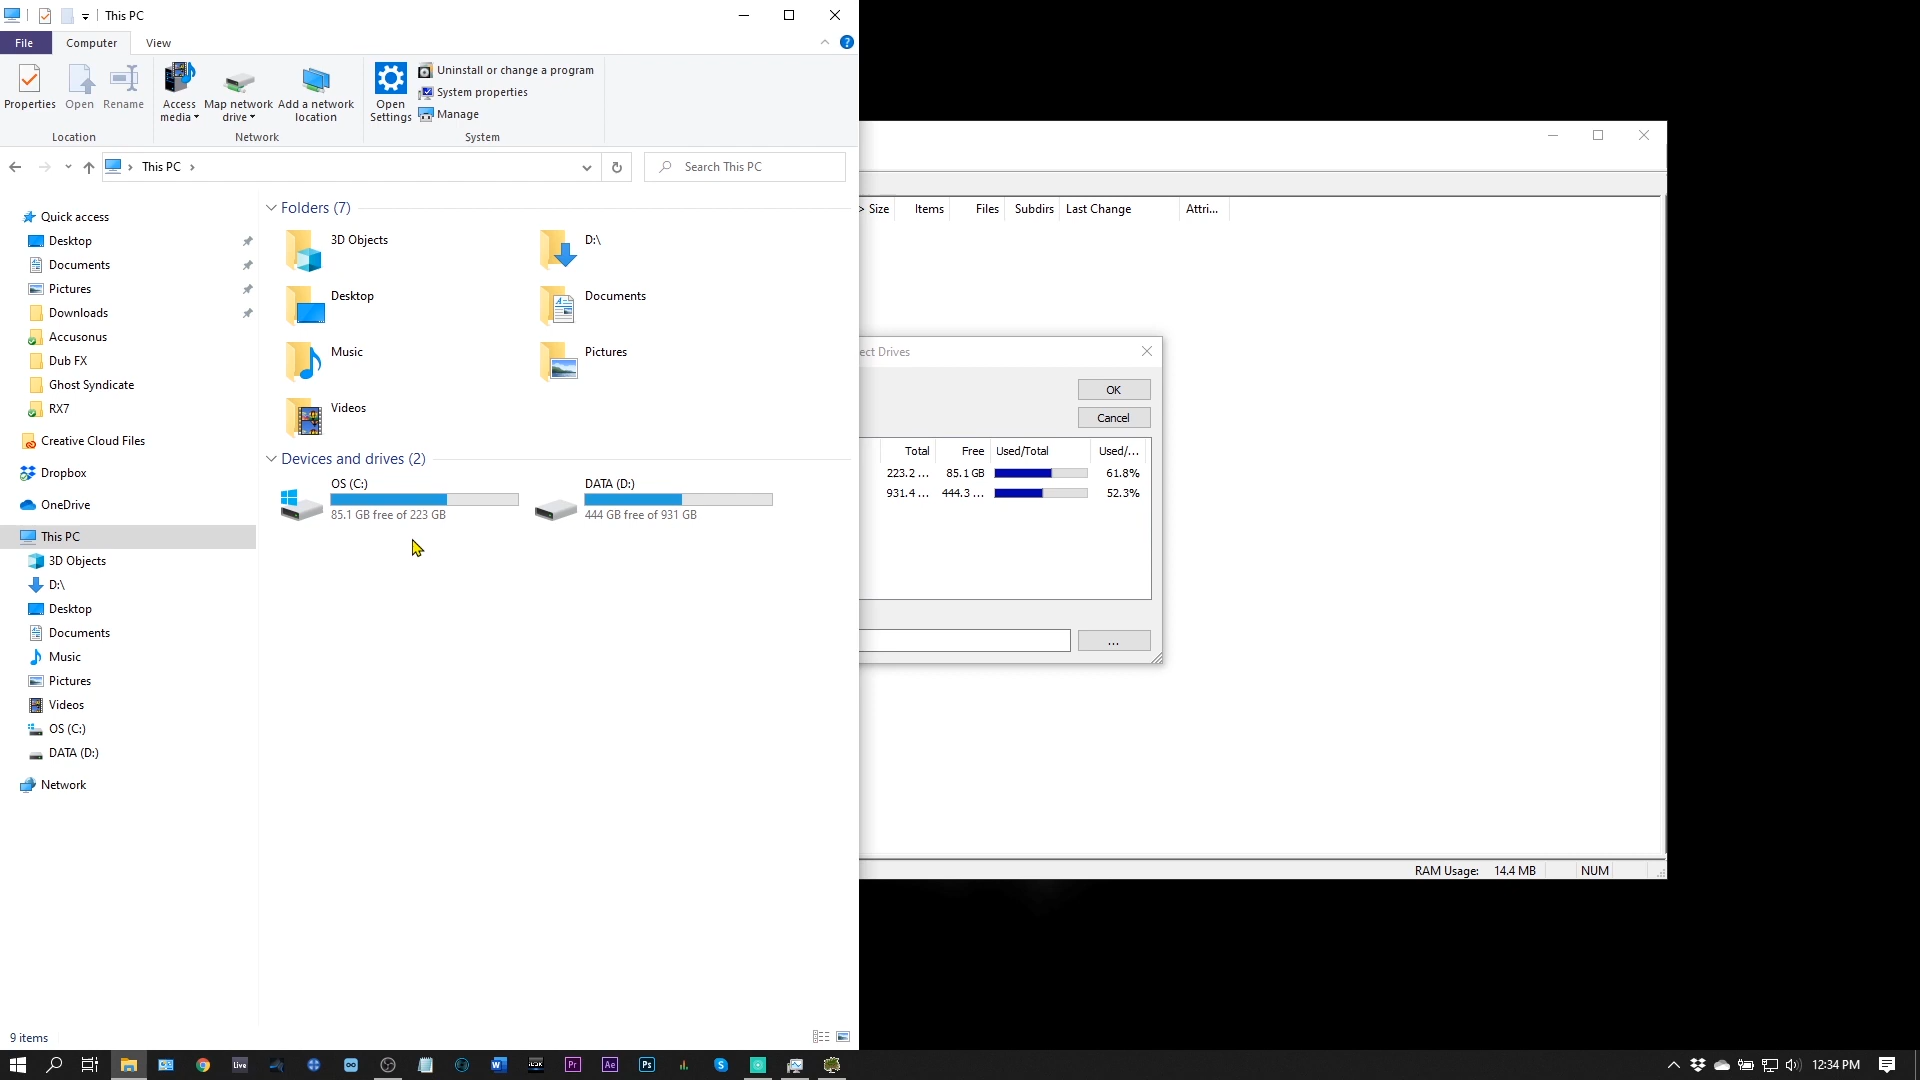 This PC
File
Computer
View
Properties
Open
Rename
Access media
Map network drive
Add a network location
Open Settings
Uninstall or change a program
System properties
Manage
Location
Network
System
This PC
Search This PC
Quick access
Desktop
Documents
Pictures
Downloads
Accusonus
Dub FX
Ghost Syndicate
RX7
Creative Cloud Files
Dropbox
OneDrive
This PC
3D Objects
D:\
Desktop
Documents
Music
Pictures
Videos
OS (C:)
DATA (D:)
Network
Folders (7)
3D Objects
D:\
Desktop
Documents
Music
Pictures
Videos
Devices and drives (2)
OS (C:)
85.1 GB free of 223 GB
DATA (D:)
444 GB free of 931 GB
9 items
> Size Items Files Subdirs Last Change Attri...
ect Drives
OK
Cancel
Total Free Used/Total Used/...
223.2 ... 85.1 GB 61.8%
931.4 ... 444.3 ... 52.3%
...
RAM Usage: 14.4 MB NUM
live
W
Pr
Ae
Ps
S
12:34 PM